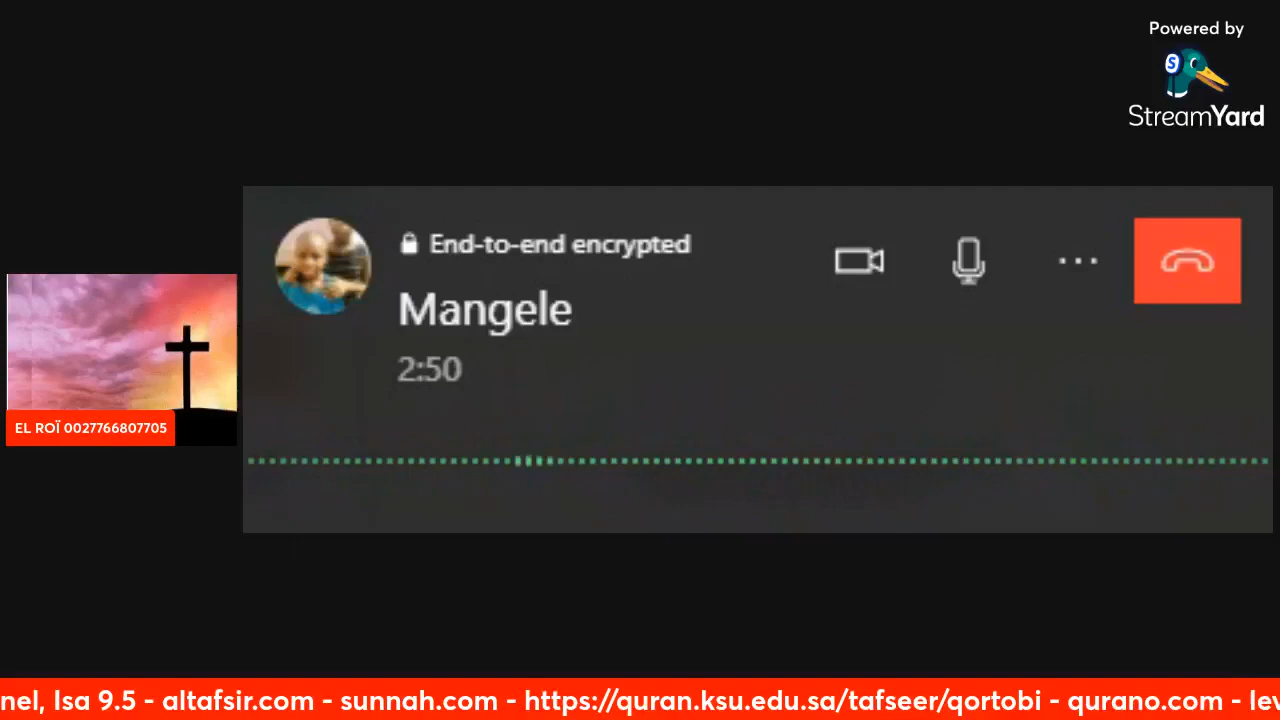 Powered by
S
StreamYard
End-to-end encrypted
Mangele
2:50
EL ROÏ 0027766807705
nel, Isa 9.5 - altafsir.com - sunnah.com - https://quran.ksu.edu.sa/tafseer/qortobi - qurano.com - lev